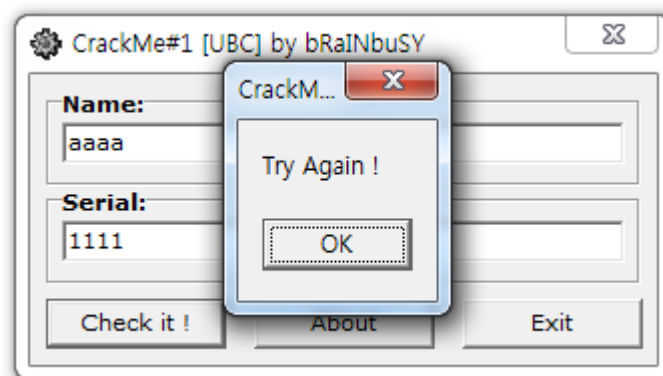 CrackMe#1 [UBC] by bRaINbuSY
CrackM...
Name:
aaaa
Try Again !
Serial:
1111
OK
Check it !
About
Exit